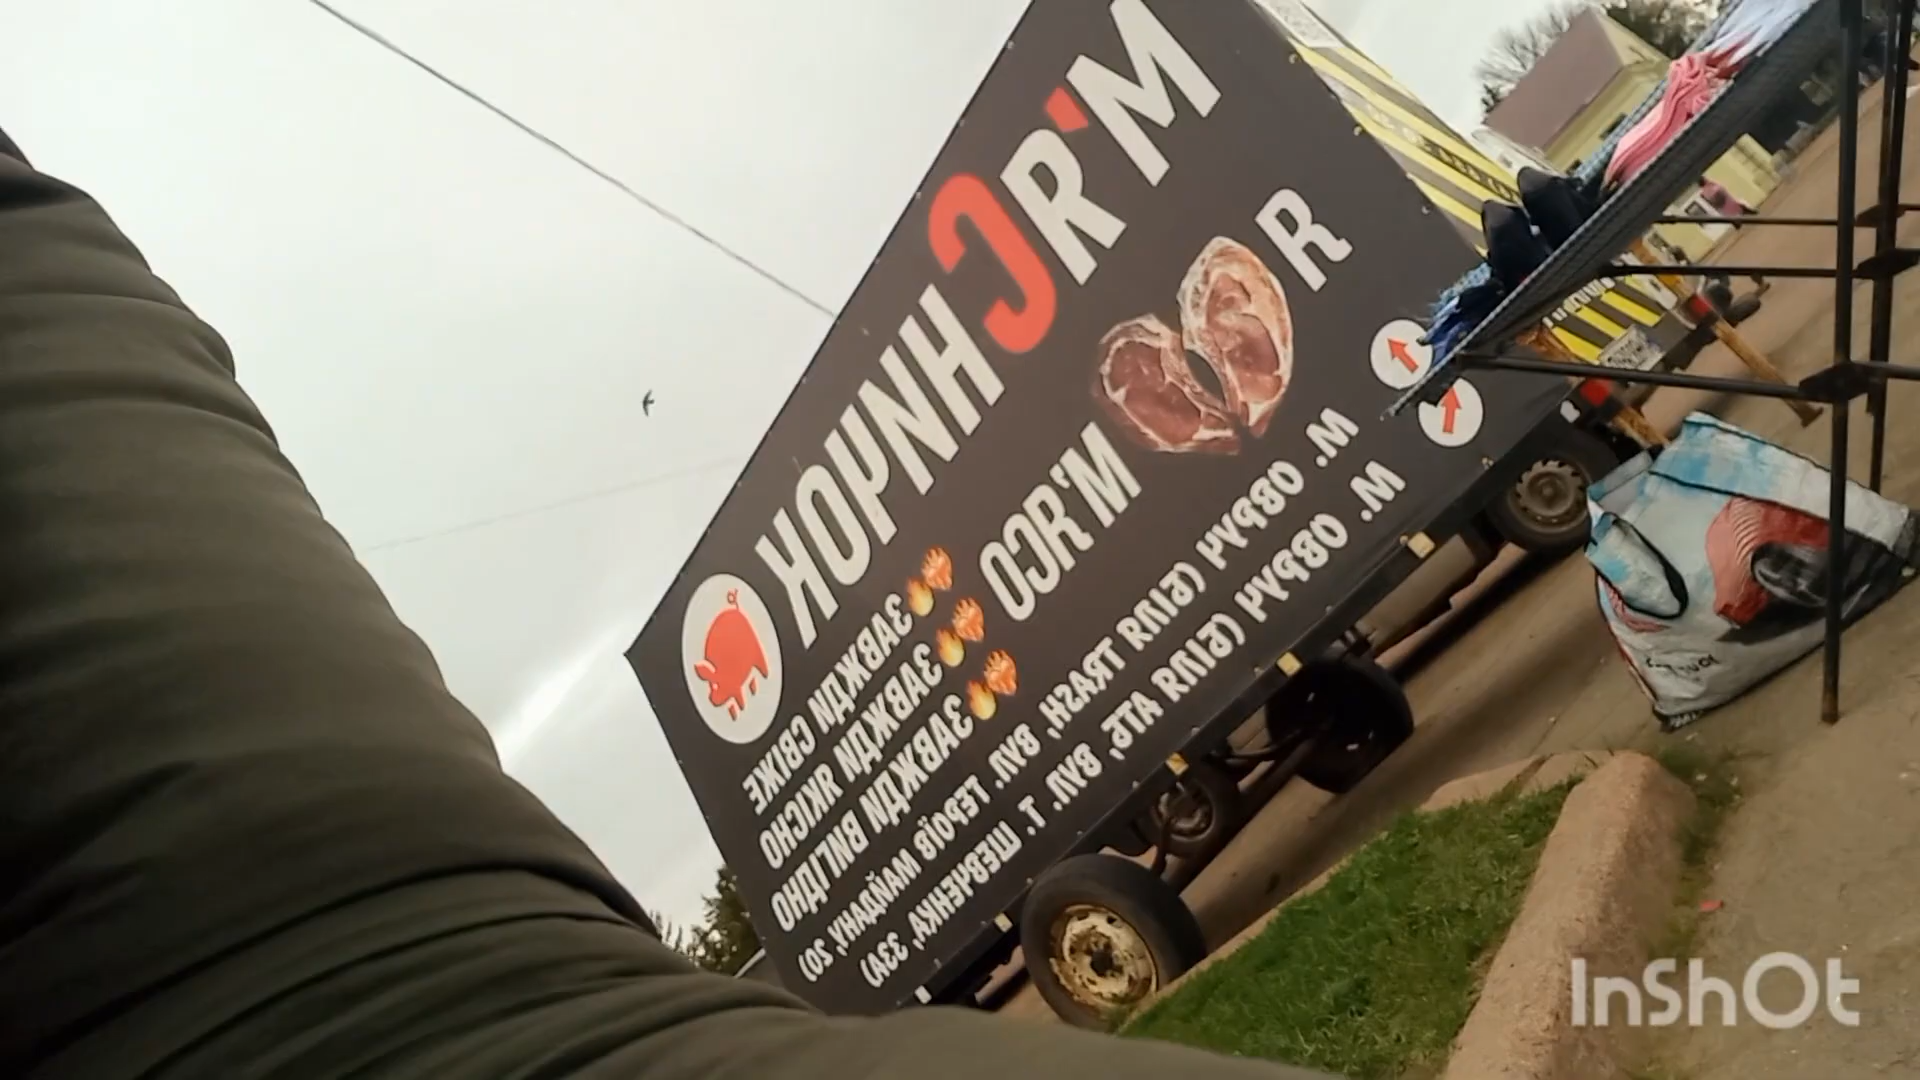 М'ЯСНИЧОК
Я М'ЯСО
ЗАВЖДИ СВІЖЕ
ЗАВЖДИ ЯКІСНО
ЗАВЖДИ ВИГІДНО
М. ОВРУЧ (БІЛЯ TRASH, ВУЛ. ГЕРОЇВ МАЙДАНУ, 20)
М. ОВРУЧ (БІЛЯ АТБ, ВУЛ. Т. ШЕВЧЕНКА, 33А)
InShOt